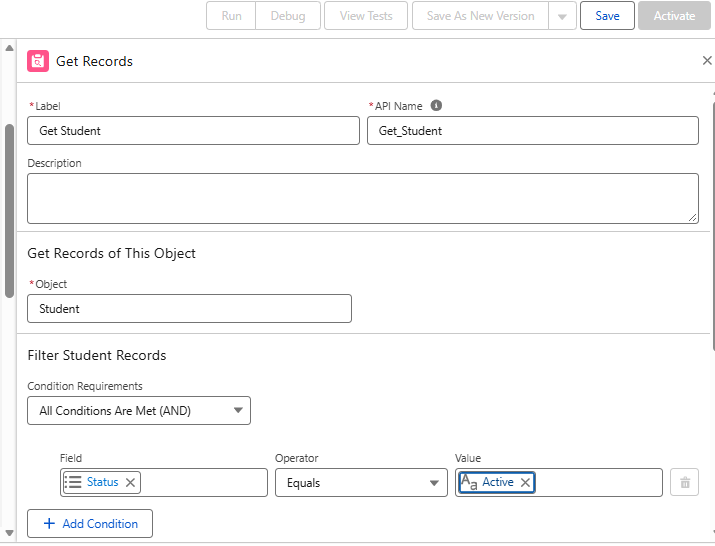 Run Debug View Tests Save As New Version Save Activate
Get Records
*Label *API Name
Get Student Get_Student
Description
Get Records of This Object
*Object
Student
Filter Student Records
Condition Requirements
All Conditions Are Met (AND)
Field Operator Value
Status Equals Aa Active
+ Add Condition